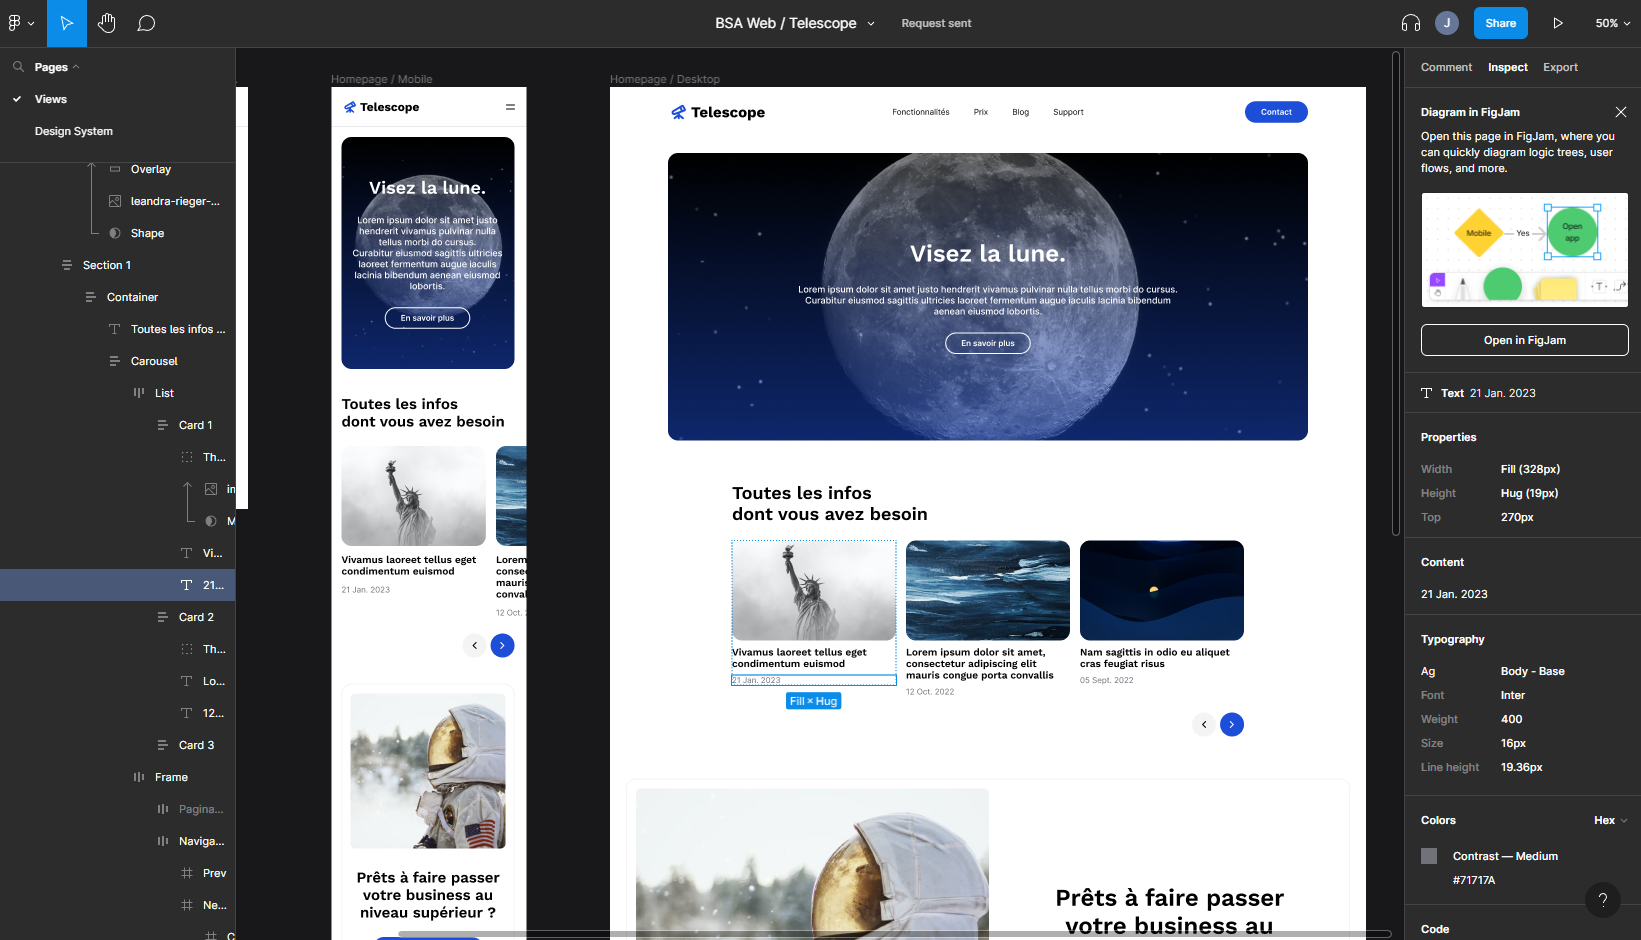 BSA Web / Telescope
Request sent
J
Share
50%
Pages
Views
Design System
Overlay
leandra-rieger-...
Shape
Section 1
Container
Toutes les infos ...
Carousel
List
Card 1
Th...
in
M
Vi...
21...
Card 2
Th...
Lo...
12...
Card 3
Frame
Pagina...
Naviga...
Prev
Ne...
C
Homepage / Mobile
Telescope
Visez la lune.
Lorem ipsum dolor sit amet justo
hendrerit vivamus pulvinar nulla
tellus morbi do cursus.
Curabitur eiusmod sagittis ultricies
laoreet fermentum augue iaculis
lacinia bibendum aenean eiusmod
lobortis.
En savoir plus
Toutes les infos
dont vous avez besoin
Vivamus laoreet tellus eget
condimentum euismod
21 Jan. 2023
Lorem
consec
mauris
conval
12 Oct.
Prêts à faire passer
votre business au
niveau supérieur ?
Homepage / Desktop
Telescope
Fonctionnalités
Prix
Blog
Support
Contact
Visez la lune.
Lorem ipsum dolor sit amet justo hendrerit vivamus pulvinar nulla tellus morbi do cursus.
Curabitur eiusmod sagittis ultricies laoreet fermentum augue iaculis lacinia bibendum
aenean eiusmod lobortis.
En savoir plus
Toutes les infos
dont vous avez besoin
Vivamus laoreet tellus eget
condimentum euismod
21 Jan. 2023
Fill × Hug
Lorem ipsum dolor sit amet,
consectetur adipiscing elit
mauris congue porta convallis
12 Oct. 2022
Nam sagittis in odio eu aliquet
cras feugiat risus
05 Sept. 2022
Prêts à faire passer
votre business au
Comment
Inspect
Export
Diagram in FigJam
Open this page in FigJam, where you
can quickly diagram logic trees, user
flows, and more.
Mobile
Yes
Open
app
T
Open in FigJam
Text 21 Jan. 2023
Properties
Width Fill (328px)
Height Hug (19px)
Top 270px
Content
21 Jan. 2023
Typography
Ag Body - Base
Font Inter
Weight 400
Size 16px
Line height 19.36px
Colors
Hex
Contrast — Medium
#71717A
Code
?